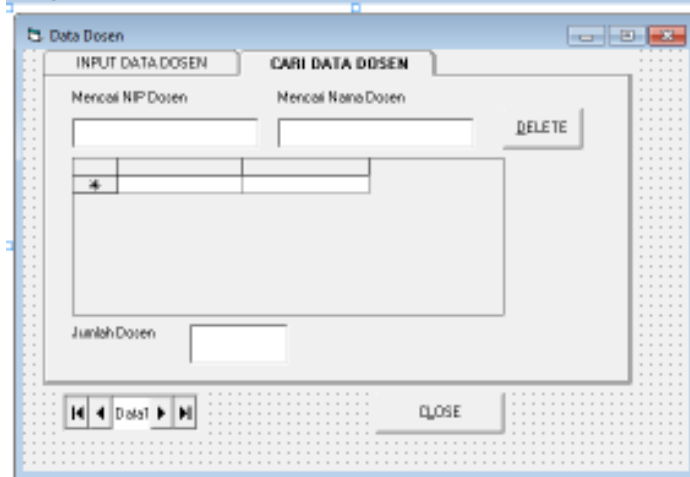 Data Dosen
INPUT DATA DOSEN CARI DATA DOSEN
Mencari NIP Dosen Mencari Nama Dosen
DELETE
Jumlah Dosen
Data1 CLOSE